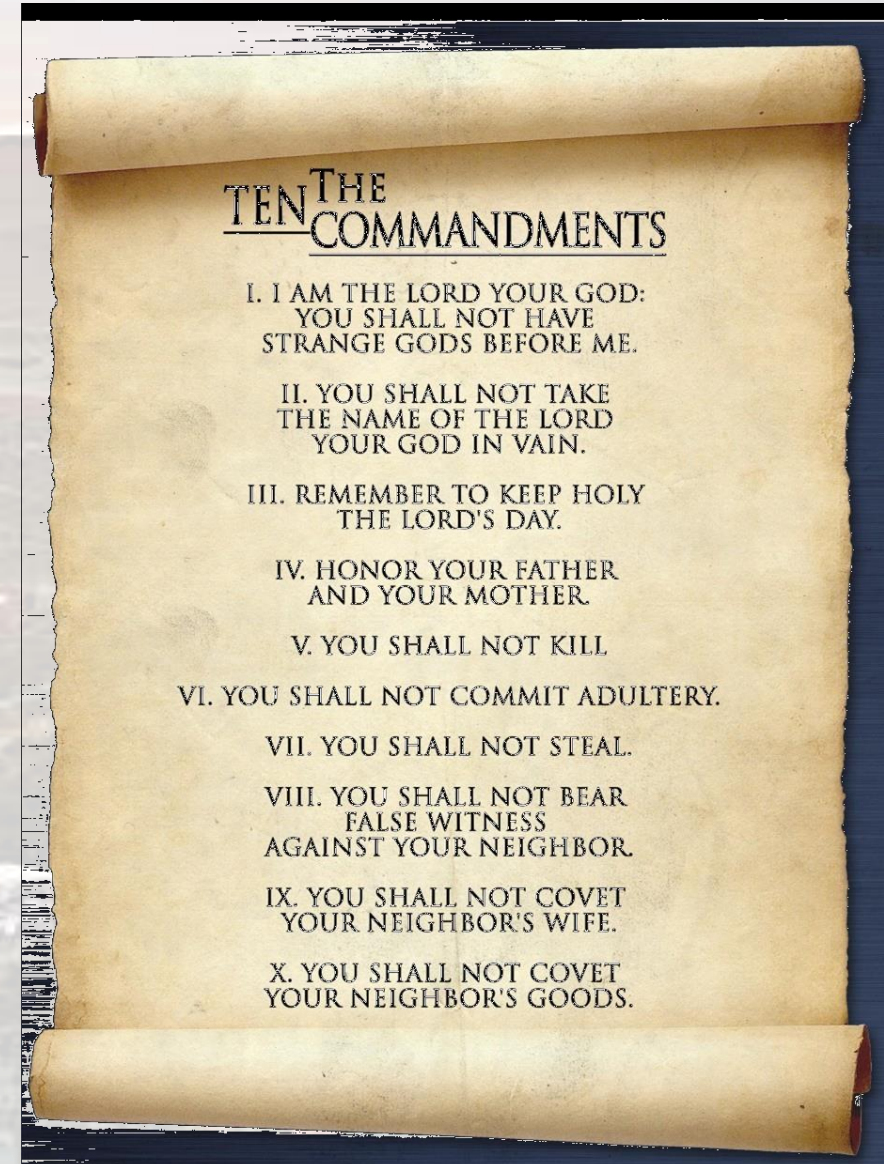 THE
TEN COMMANDMENTS
I. I AM THE LORD YOUR GOD:
YOU SHALL NOT HAVE
STRANGE GODS BEFORE ME.
II. YOU SHALL NOT TAKE
THE NAME OF THE LORD
YOUR GOD IN VAIN.
III. REMEMBER TO KEEP HOLY
THE LORD'S DAY.
IV. HONOR YOUR FATHER
AND YOUR MOTHER.
V. YOU SHALL NOT KILL
VI. YOU SHALL NOT COMMIT ADULTERY.
VII. YOU SHALL NOT STEAL.
VIII. YOU SHALL NOT BEAR
FALSE WITNESS
AGAINST YOUR NEIGHBOR.
IX. YOU SHALL NOT COVET
YOUR NEIGHBOR'S WIFE.
X. YOU SHALL NOT COVET
YOUR NEIGHBOR'S GOODS.